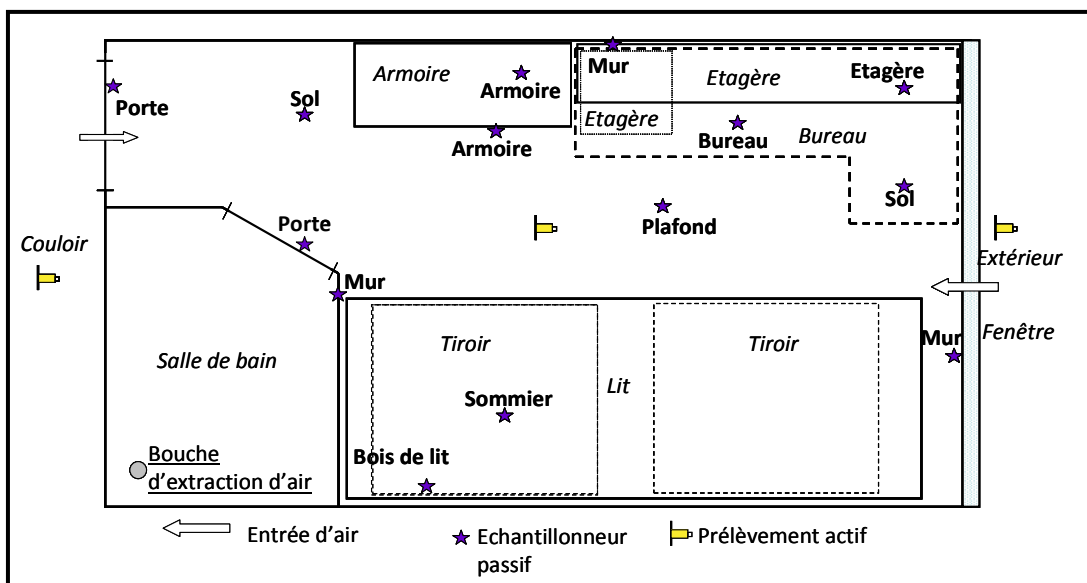 Armoire
Mur
Etagère
Etagère
Porte
Sol
Armoire
Etagère
Armoire
Bureau
Bureau
Sol
Porte
Plafond
Couloir
Extérieur
Mur
Salle de bain
Tiroir
Tiroir
Mur
Fenêtre
Lit
Sommier
Bouche
d'extraction d'air
Bois de lit
Entrée d'air
Echantillonneur
passif
Prélèvement actif